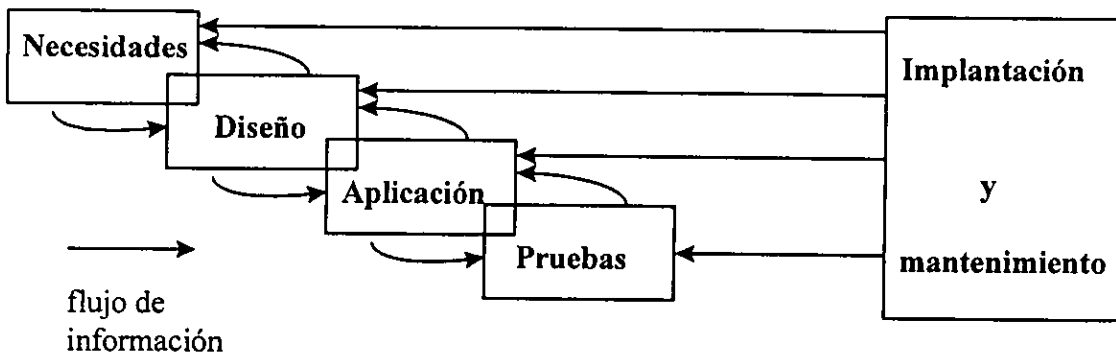 Necesidades
Diseño
Aplicación
Pruebas
Implantación
y
mantenimiento
flujo de
información